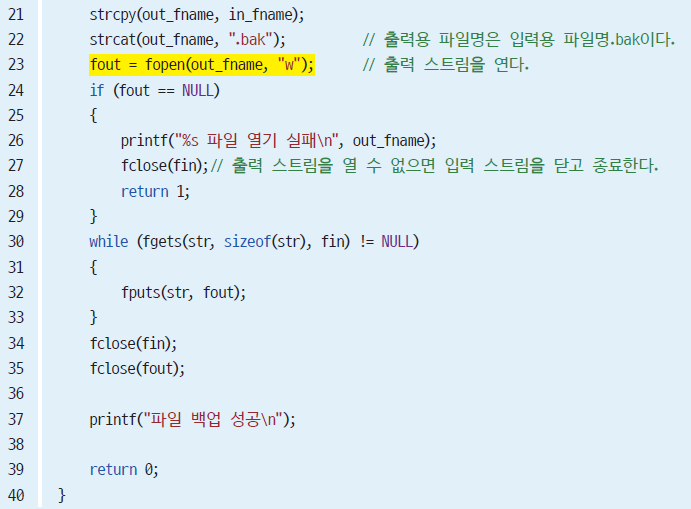 21 strcpy(out_fname, in_fname);
22 strcat(out_fname, ".bak"); // 출력용 파일명은 입력용 파일명.bak이다.
23 fout = fopen(out_fname, "w"); // 출력 스트림을 연다.
24 if (fout == NULL)
25 {
26 printf("%s 파일 열기 실패\n", out_fname);
27 fclose(fin);// 출력 스트림을 열 수 없으면 입력 스트림을 닫고 종료한다.
28 return 1;
29 }
30 while (fgets(str, sizeof(str), fin) != NULL)
31 {
32 fputs(str, fout);
33 }
34 fclose(fin);
35 fclose(fout);
36
37 printf("파일 백업 성공\n");
38
39 return 0;
40 }